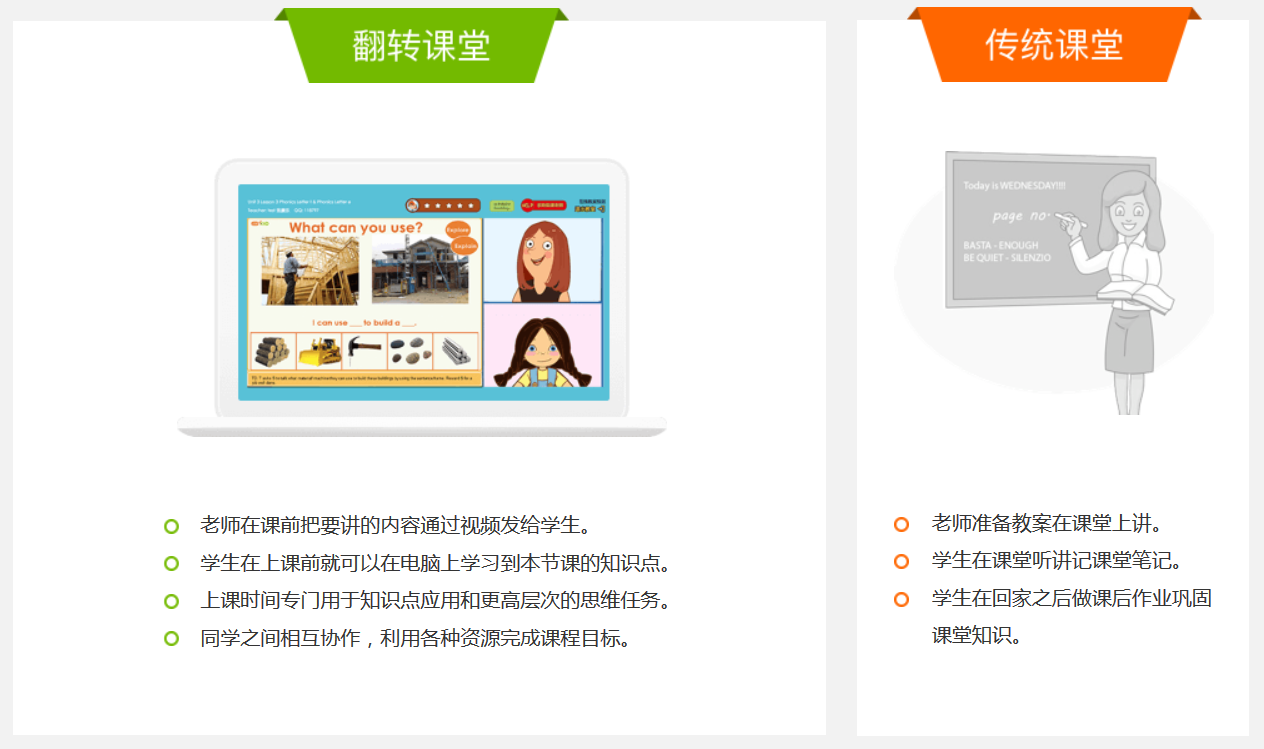 翻转课堂
What can you use?
Explore
Explain
I can use ___ to build a ___.
老师在课前把要讲的内容通过视频发给学生。
学生在上课前就可以在电脑上学习到本节课的知识点。
上课时间专门用于知识点应用和更高层次的思维任务。
同学之间相互协作，利用各种资源完成课程目标。
传统课堂
Today is WEDNESDAY!!!!
page no.
BASTA - ENOUGH
BE QUIET - SILENZIO
老师准备教案在课堂上讲。
学生在课堂听讲记课堂笔记。
学生在回家之后做课后作业巩固
课堂知识。